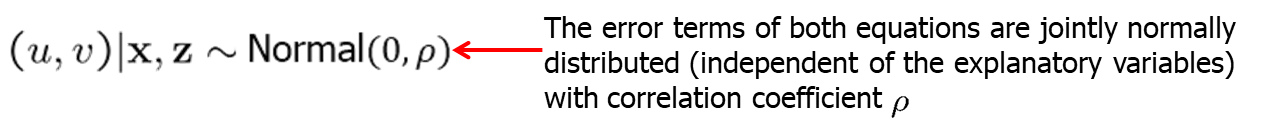 (u, v)|x, z ∼ Normal(0, ρ)
The error terms of both equations are jointly normally
distributed (independent of the explanatory variables)
with correlation coefficient ρ